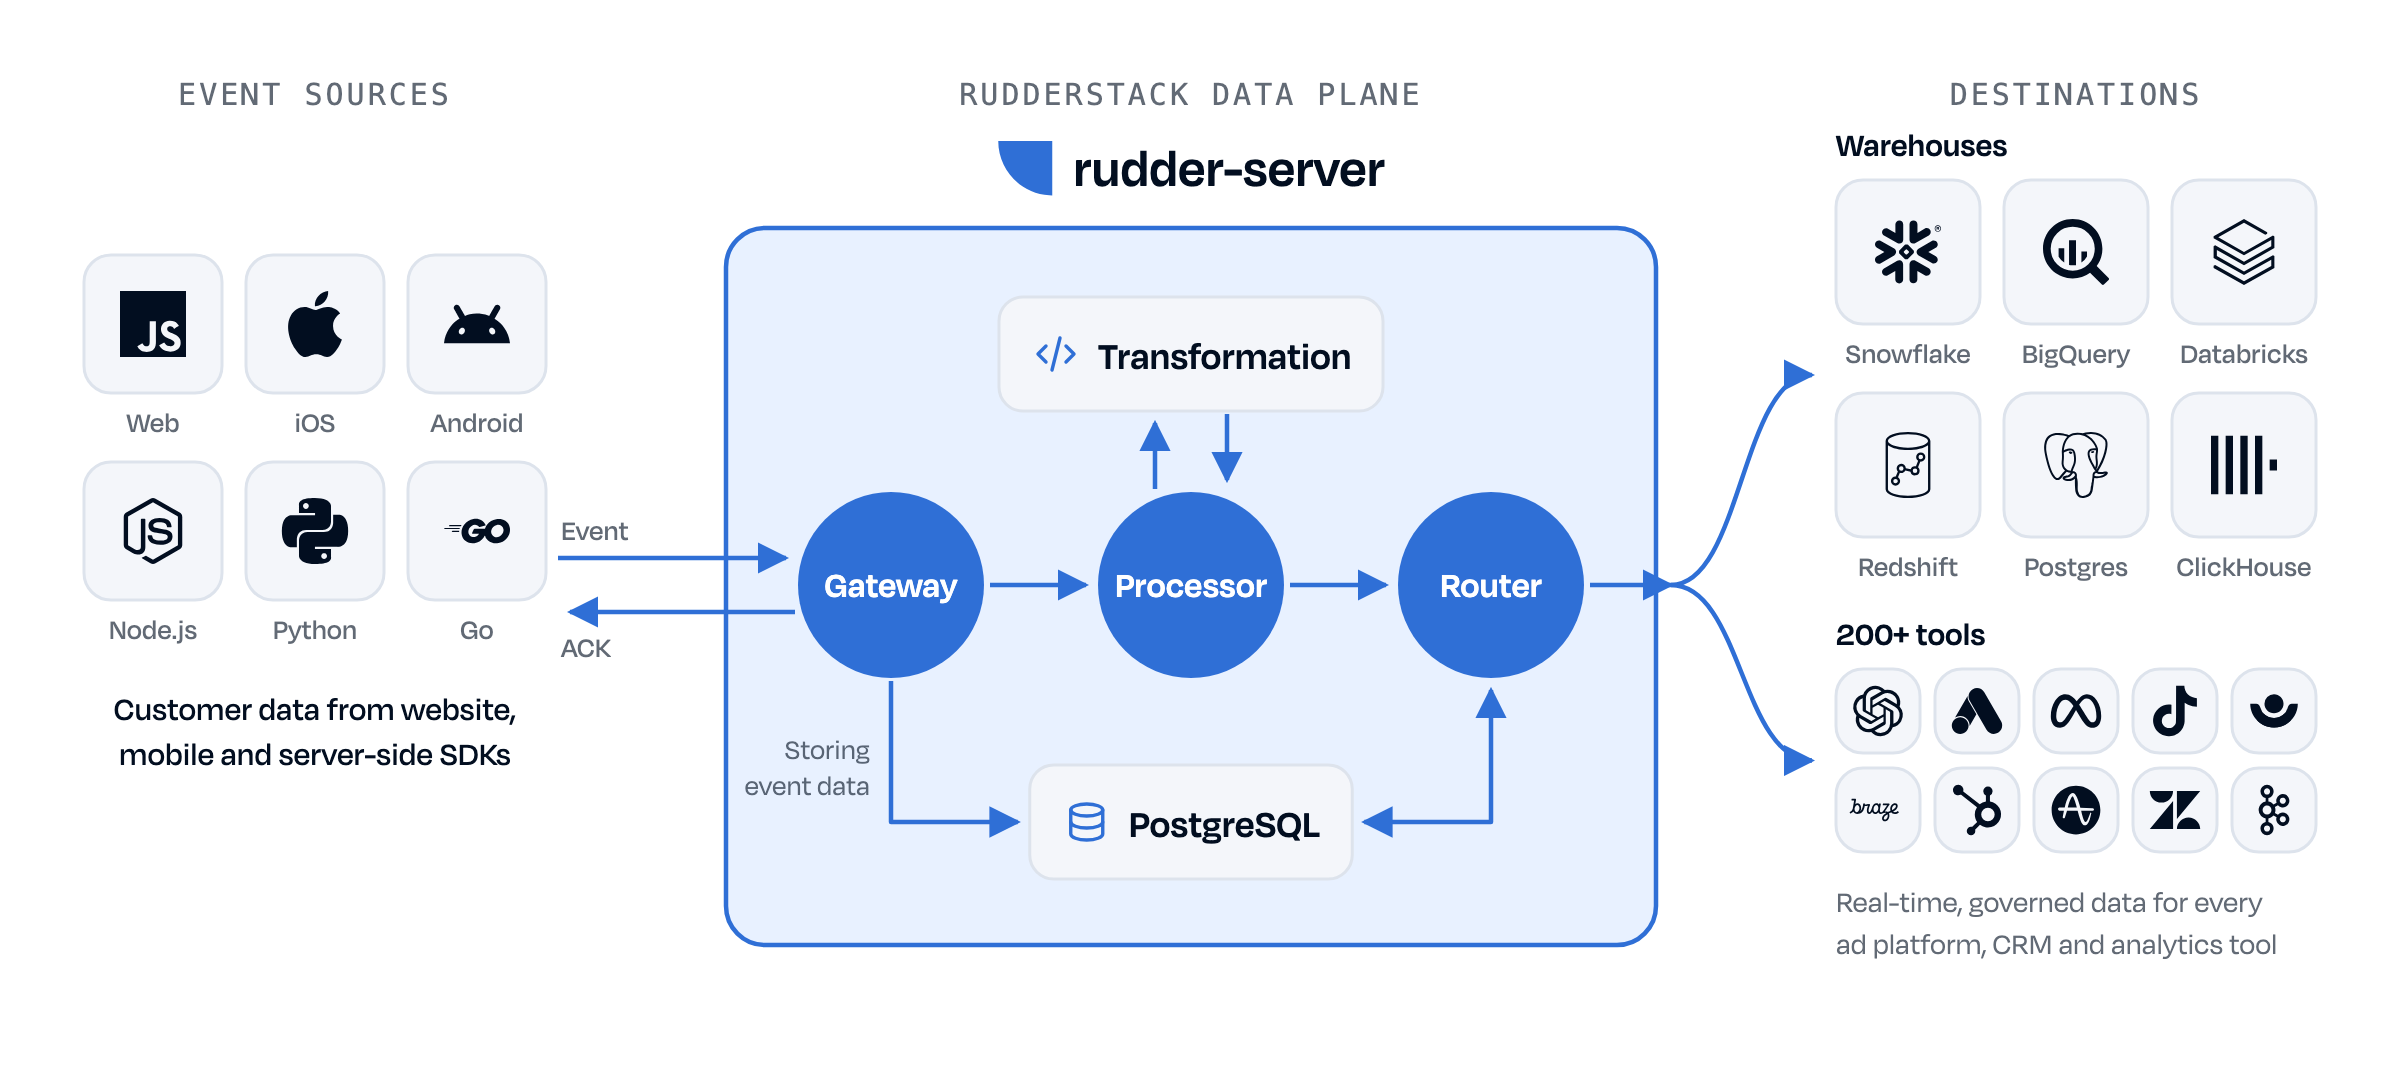 EVENT SOURCES
RUDDERSTACK DATA PLANE
DESTINATIONS
rudder-server
Warehouses
JS
Web
iOS
Android
JS
GO
Node.js
Python
Go
Customer data from website,
mobile and server-side SDKs
Event
ACK
Transformation
Gateway
Processor
Router
Storing
event data
PostgreSQL
®
Snowflake
BigQuery
Databricks
Redshift
Postgres
ClickHouse
200+ tools
braze
Real-time, governed data for every
ad platform, CRM and analytics tool